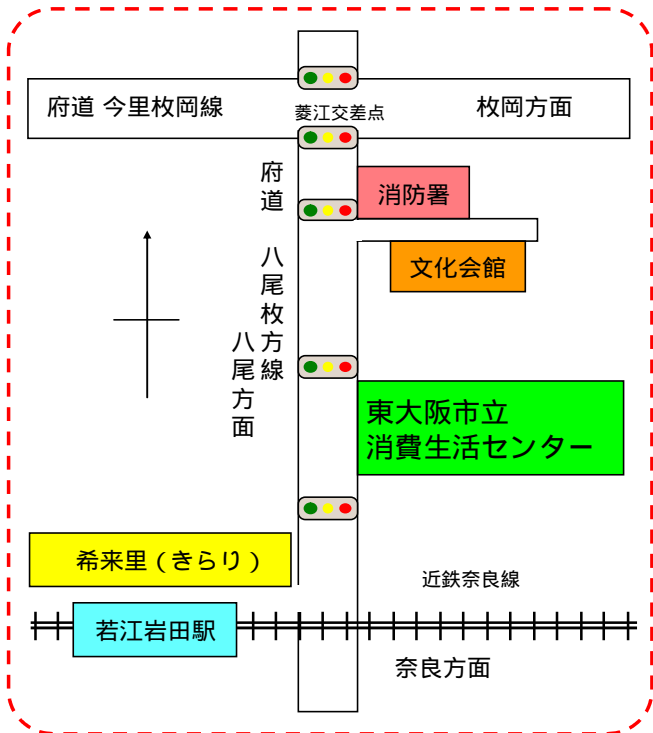 府道 今里枚岡線
菱江交差点
枚岡方面
府道 八尾枚方線
八尾方面
消防署
文化会館
東大阪市立
消費生活センター
希来里（きらり）
近鉄奈良線
若江岩田駅
奈良方面